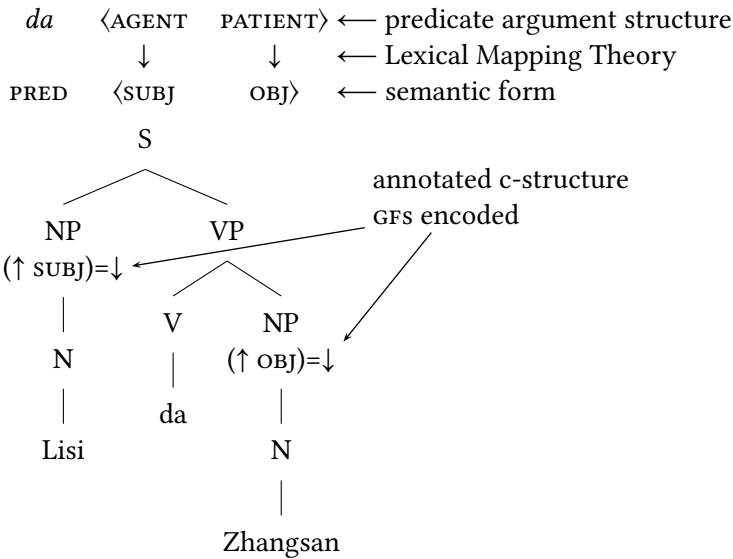 da ⟨AGENT PATIENT⟩ ⟵ predicate argument structure
↓ ↓ ⟵ Lexical Mapping Theory
PRED ⟨SUBJ OBJ⟩ ⟵ semantic form
S
annotated c-structure
NP VP GFs encoded
(↑ SUBJ)=↓
V NP
N (↑ OBJ)=↓
da
Lisi N
Zhangsan